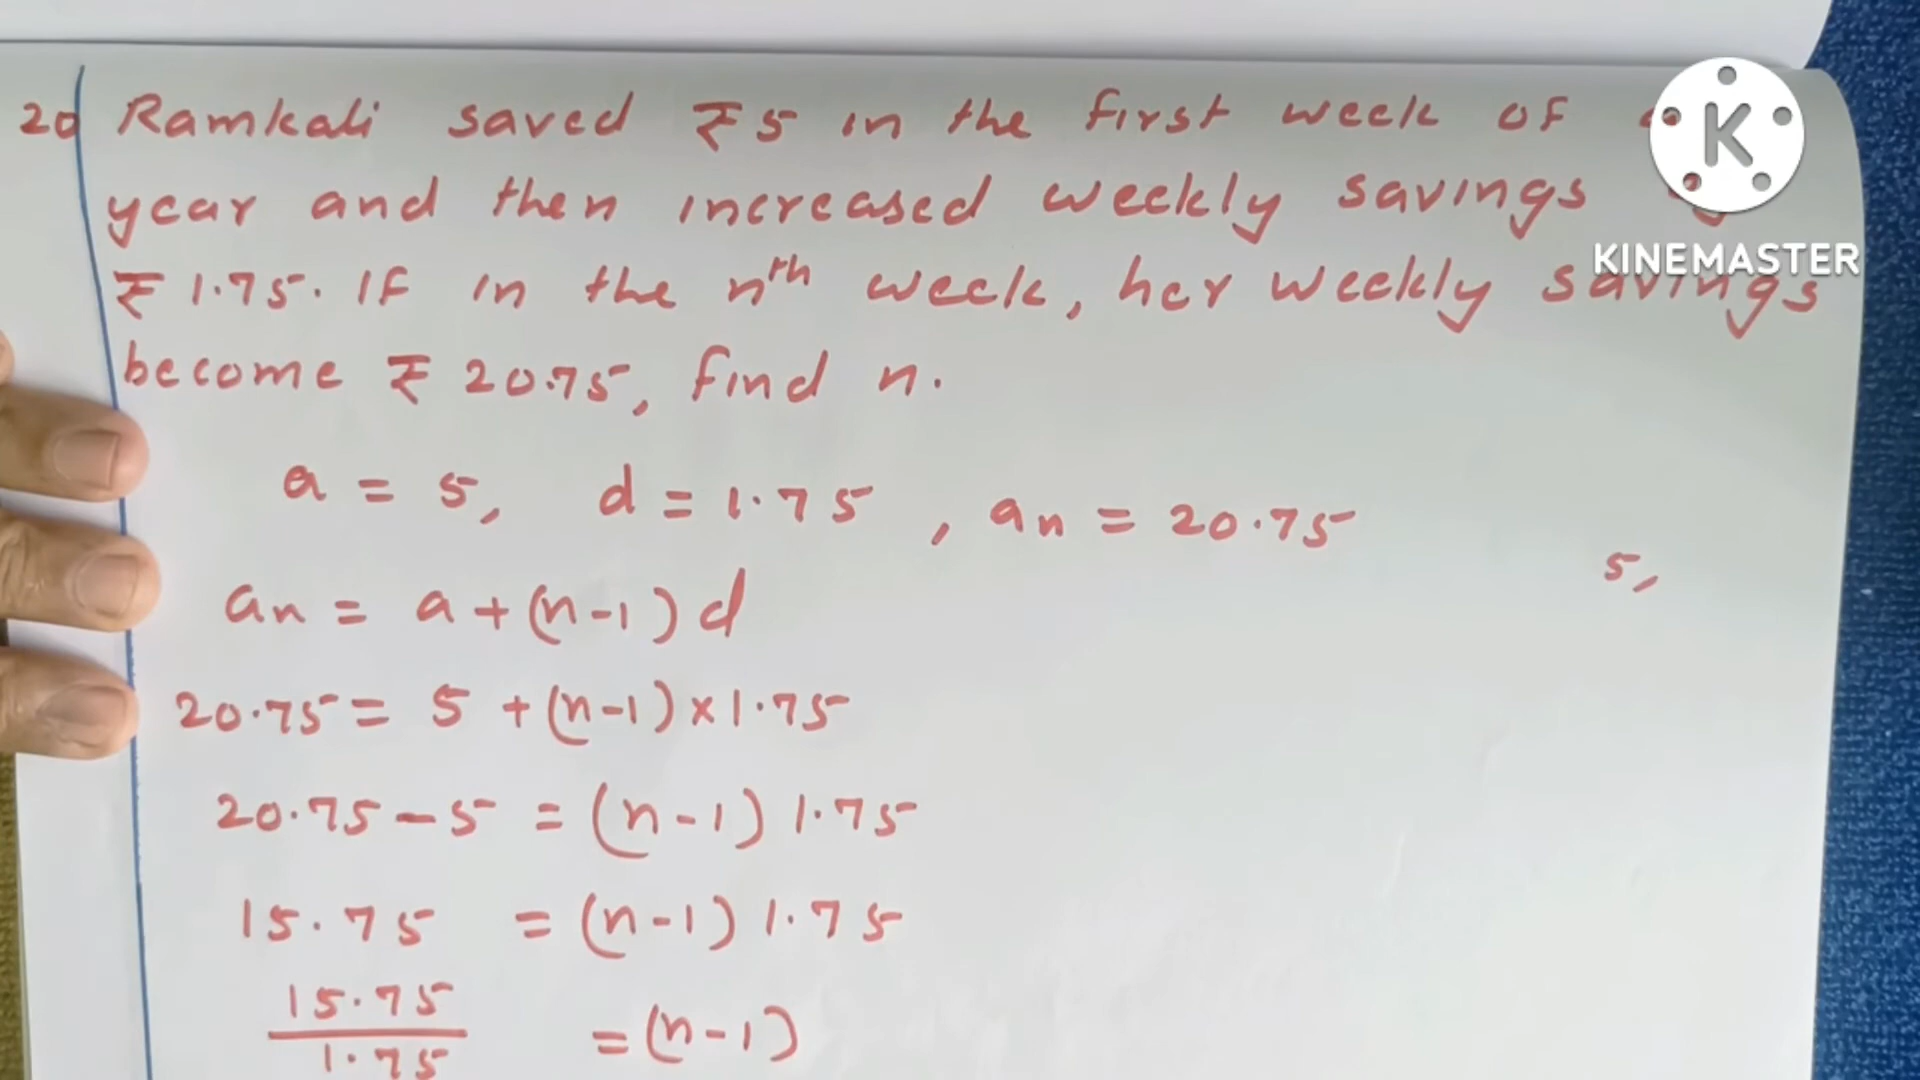 20 Ramkali saved ₹5 in the first week of
year and then increased weekly savings
₹ 1.75. If in the nth week, her weekly savings
become ₹ 20.75, find n.
a = 5, d = 1.75, an = 20.75
5,
an = a + (n-1) d
20.75 = 5 + (n-1) × 1.75
20.75 - 5 = (n-1) 1.75
15.75 = (n-1) 1.75
15.75/1.75 = (n-1)
K
KINEMASTER